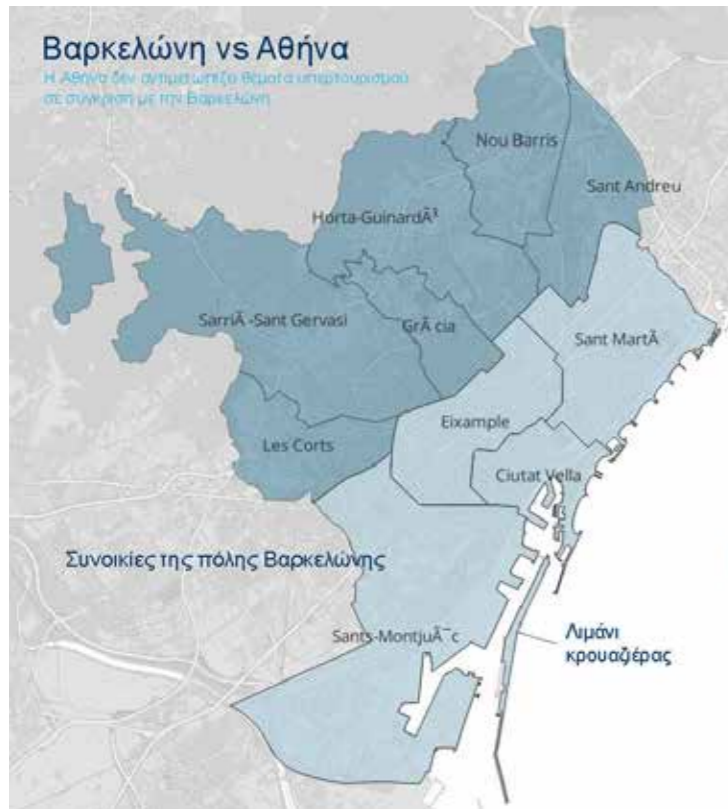 Βαρκελώνη vs Αθήνα
Η Αθήνα δεν αντιμετωπίζει θέματα υπερτουρισμού
σε σύγκριση με την Βαρκελώνη
Nou Barris
Sant Andreu
Horta-GuinardÃ³
SarriÃ -Sant Gervasi
GrÃ cia
Sant MartÃ
Eixample
Les Corts
Ciutat Vella
Συνοικίες της πόλης Βαρκελώνης
Sants-MontjuÃ¯c
Λιμάνι
κρουαζιέρας